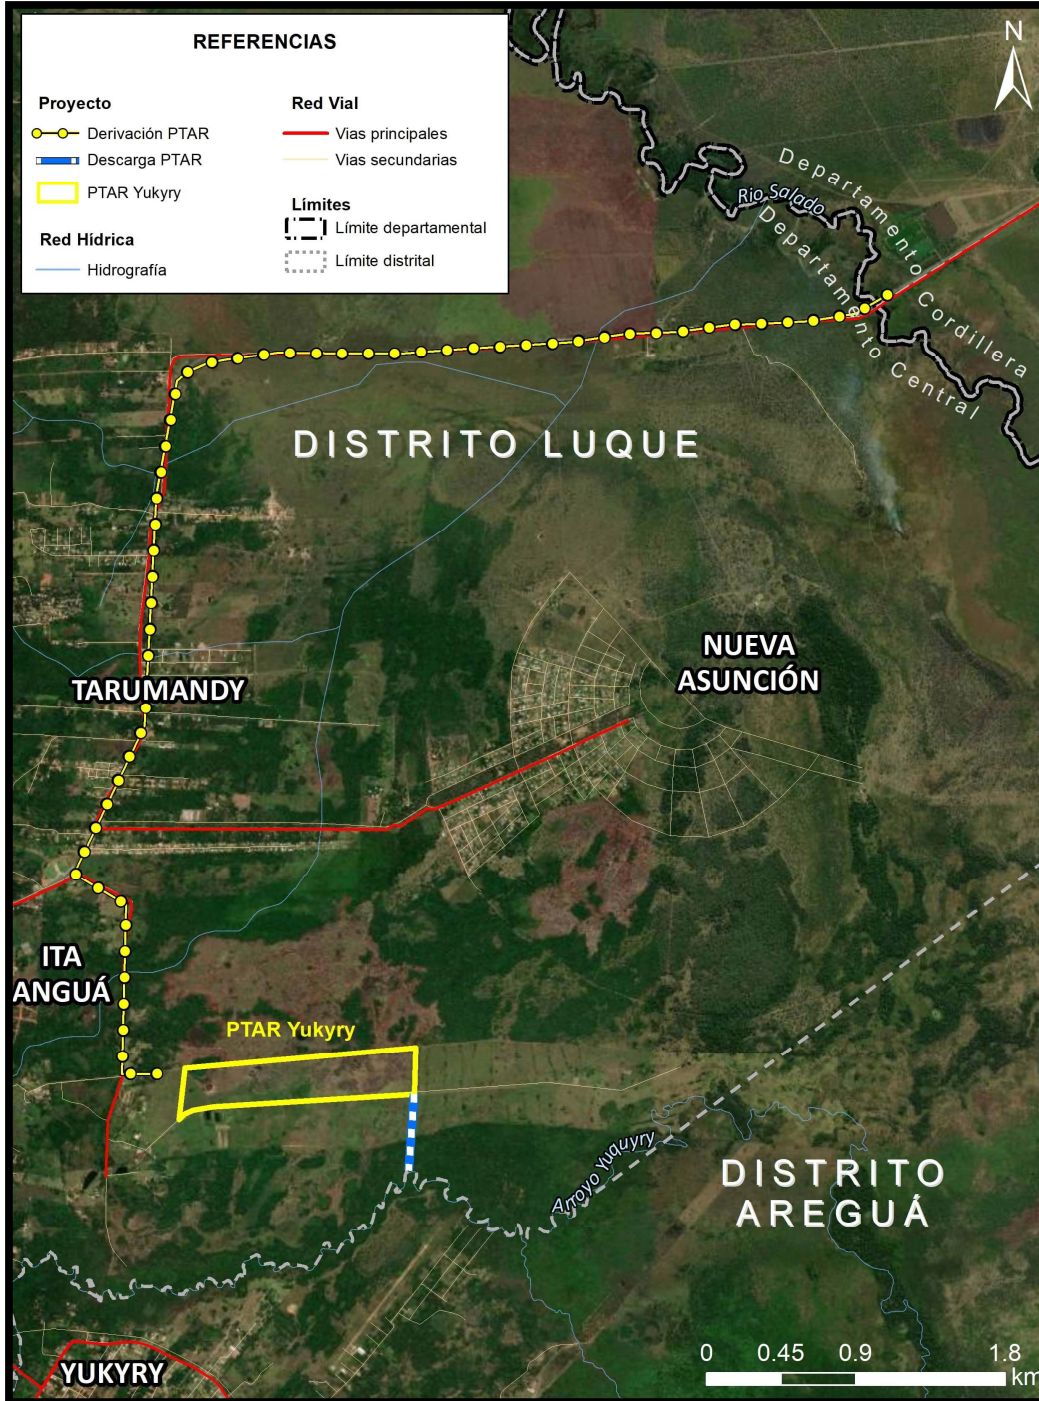 REFERENCIAS
Proyecto
Derivación PTAR
Descarga PTAR
PTAR Yukyry
Red Hídrica
Hidrografía
Red Vial
Vias principales
Vias secundarias
Límites
Límite departamental
Límite distrital
N
Departamento Cordillera
Rio Salado
Departamento Central
DISTRITO LUQUE
NUEVA
ASUNCIÓN
TARUMANDY
ITA
ANGUÁ
PTAR Yukyry
Arroyo Yuquyry
DISTRITO
AREGUÁ
YUKYRY
0 0.45 0.9 1.8
km